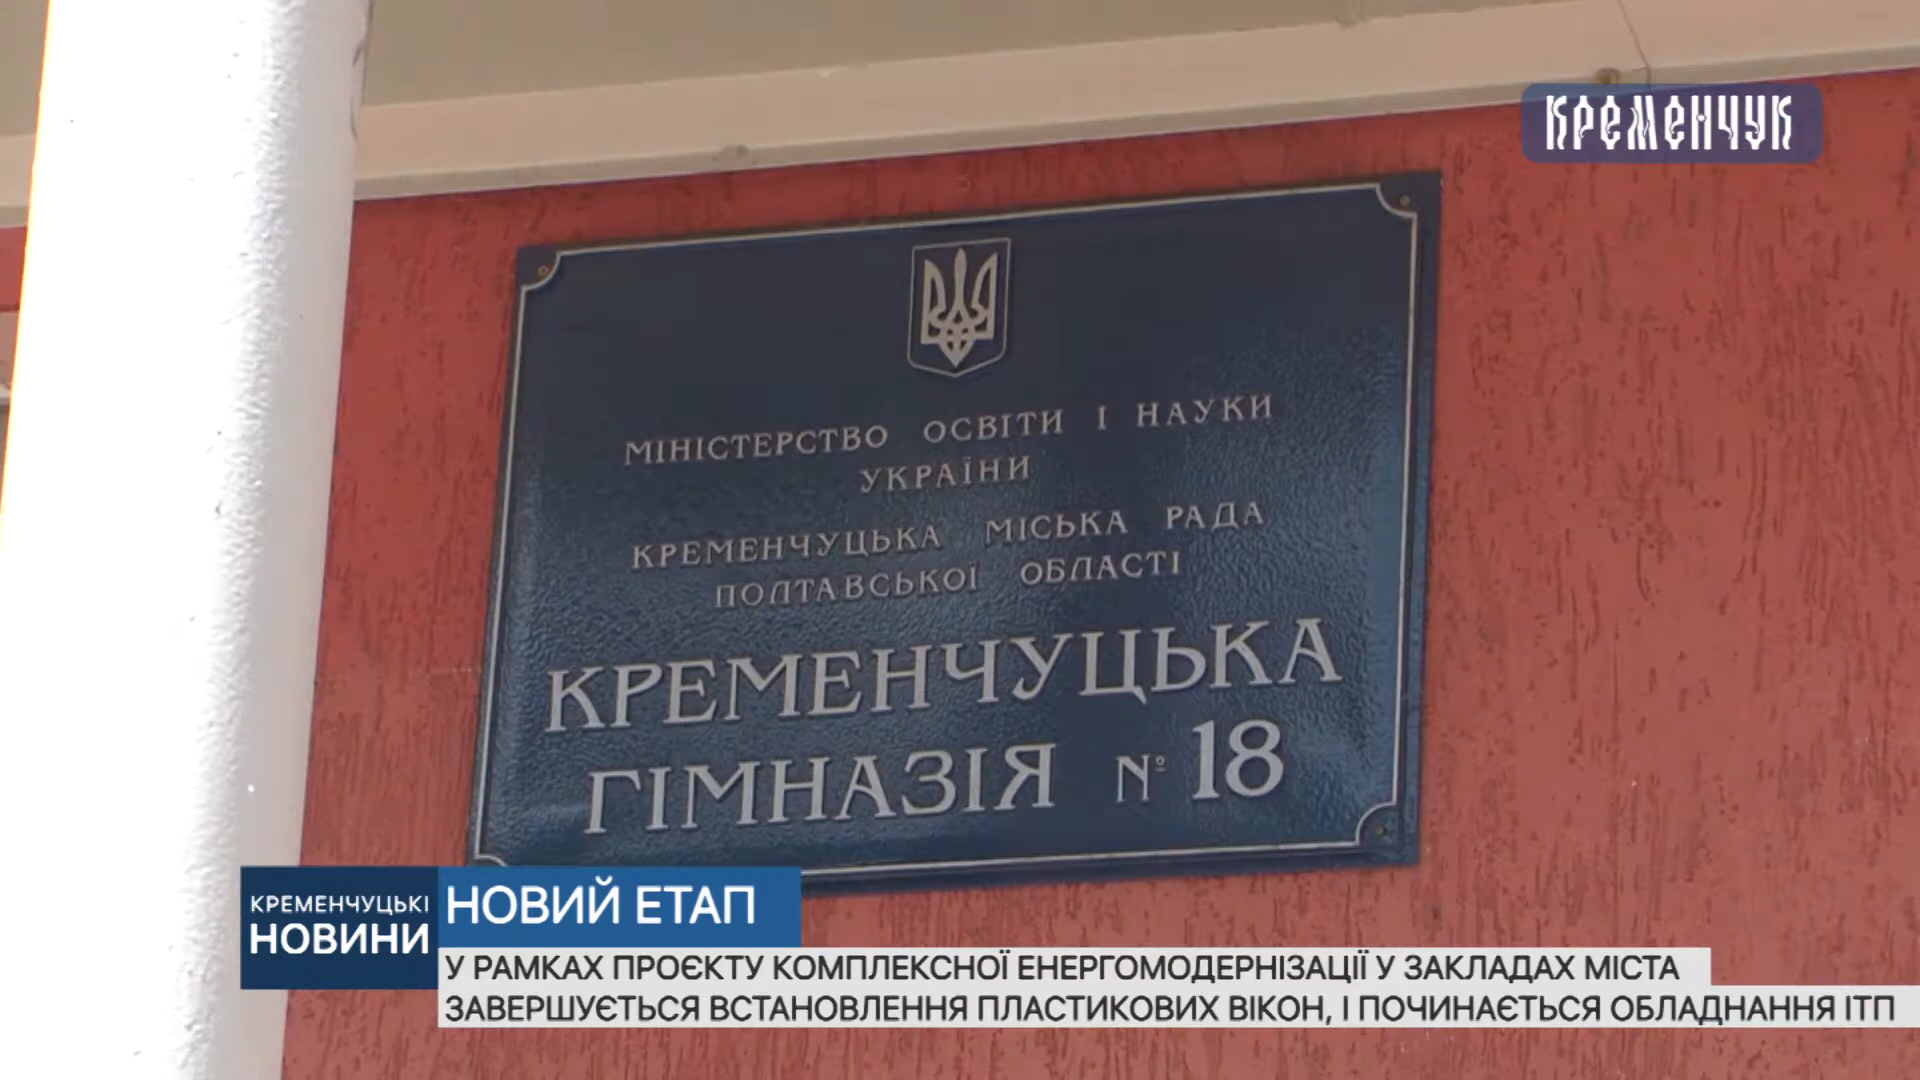 КРЕМЕНЧУК
МІНІСТЕРСТВО ОСВІТИ І НАУКИ
УКРАЇНИ
КРЕМЕНЧУЦЬКА МІСЬКА РАДА
ПОЛТАВСЬКОЇ ОБЛАСТІ
КРЕМЕНЧУЦЬКА
ГІМНАЗІЯ № 18
КРЕМЕНЧУЦЬКІ
НОВИНИ
НОВИЙ ЕТАП
У РАМКАХ ПРОЄКТУ КОМПЛЕКСНОЇ ЕНЕРГОМОДЕРНІЗАЦІЇ У ЗАКЛАДАХ МІСТА
ЗАВЕРШУЄТЬСЯ ВСТАНОВЛЕННЯ ПЛАСТИКОВИХ ВІКОН, І ПОЧИНАЄТЬСЯ ОБЛАДНАННЯ ІТП